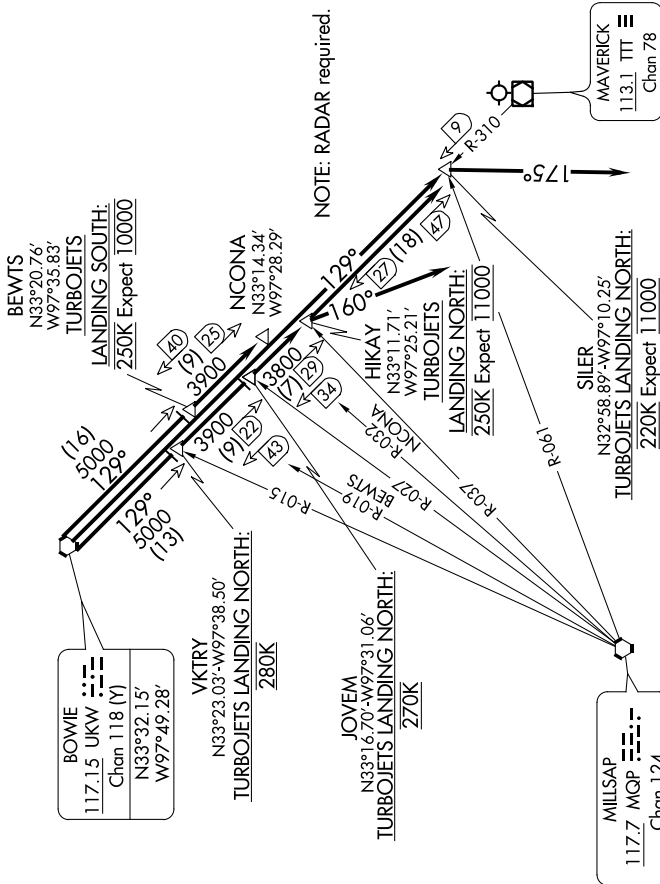 NOTE: RADAR required.
BEWTS
N33°20.76'
W97°35.83'
TURBOJETS
LANDING SOUTH:
250K Expect 10000
NCONA
N33°14.34'
W97°28.29'
MAVERICK
113.1 TTT
Chan 78
R-310
9
(16)
5000
129°
40
(9) 25
3900
129°
129°
5000
(13)
3900
(9) 22
43
3800
(7) 29
34
27
(18) 47
160°
175°
HIKAY
N33°11.71'
W97°25.21'
TURBOJETS
LANDING NORTH:
250K Expect 11000
BOWIE
117.15 UKW
Chan 118 (Y)
N33°32.15'
W97°49.28'
VKTRY
N33°23.03'-W97°38.50'
TURBOJETS LANDING NORTH:
280K
JOVEM
N33°16.70'-W97°31.06'
TURBOJETS LANDING NORTH:
270K
SILER
N32°58.89'-W97°10.25'
TURBOJETS LANDING NORTH:
220K Expect 11000
R-015
R-019
BEWTS
R-027
R-032
NCONA
R-037
R-061
MILLSAP
117.7 MQP
Chan 124